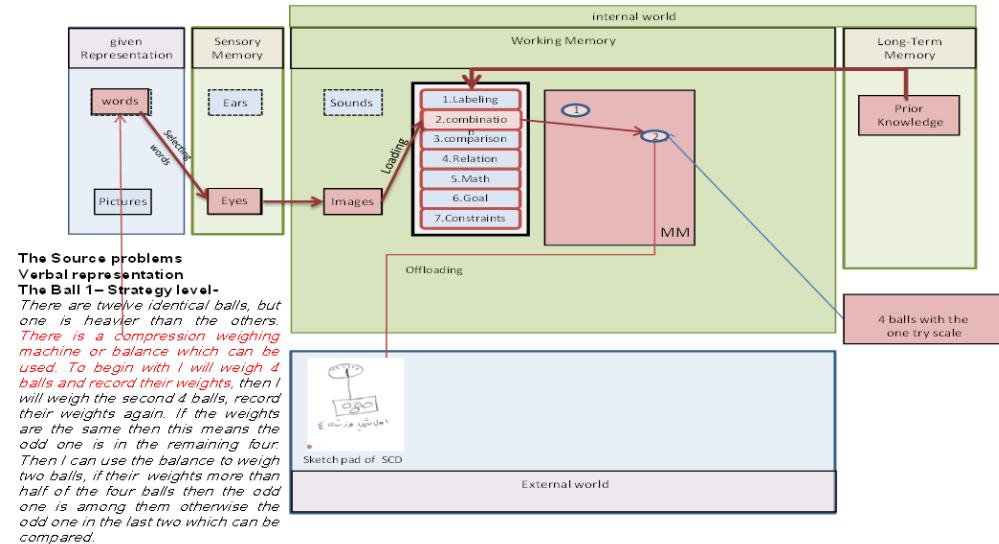 internal world
given
Representation
Sensory
Memory
Working Memory
Long-Term
Memory
words
Ears
Sounds
1.Labeling
2.combinatio
n
3.comparison
4.Relation
5.Math
6.Goal
7.Constraints
1
2
MM
Prior
Knowledge
Selecting
words
Loading
Pictures
Eyes
Images
Offloading
4 balls with the
one try scale
The Source problems
Verbal representation
The Ball 1– Strategy level-
There are twelve identical balls, but
one is heavier than the others.
There is a compression weighing
machine or balance which can be
used. To begin with I will weigh 4
balls and record their weights, then I
will weigh the second 4 balls, record
their weights again. If the weights
are the same then this means the
odd one is in the remaining four.
Then I can use the balance to weigh
two balls, if their weights more than
half of the four balls then the odd
one is among them otherwise the
odd one in the last two which can be
compared.
Sketch pad of SCD
External world